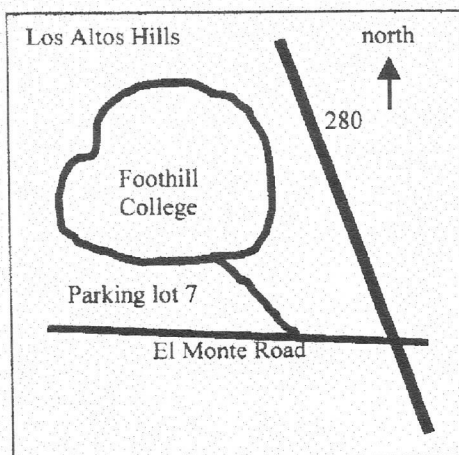 Los Altos Hills
north
280
Foothill
College
Parking lot 7
El Monte Road